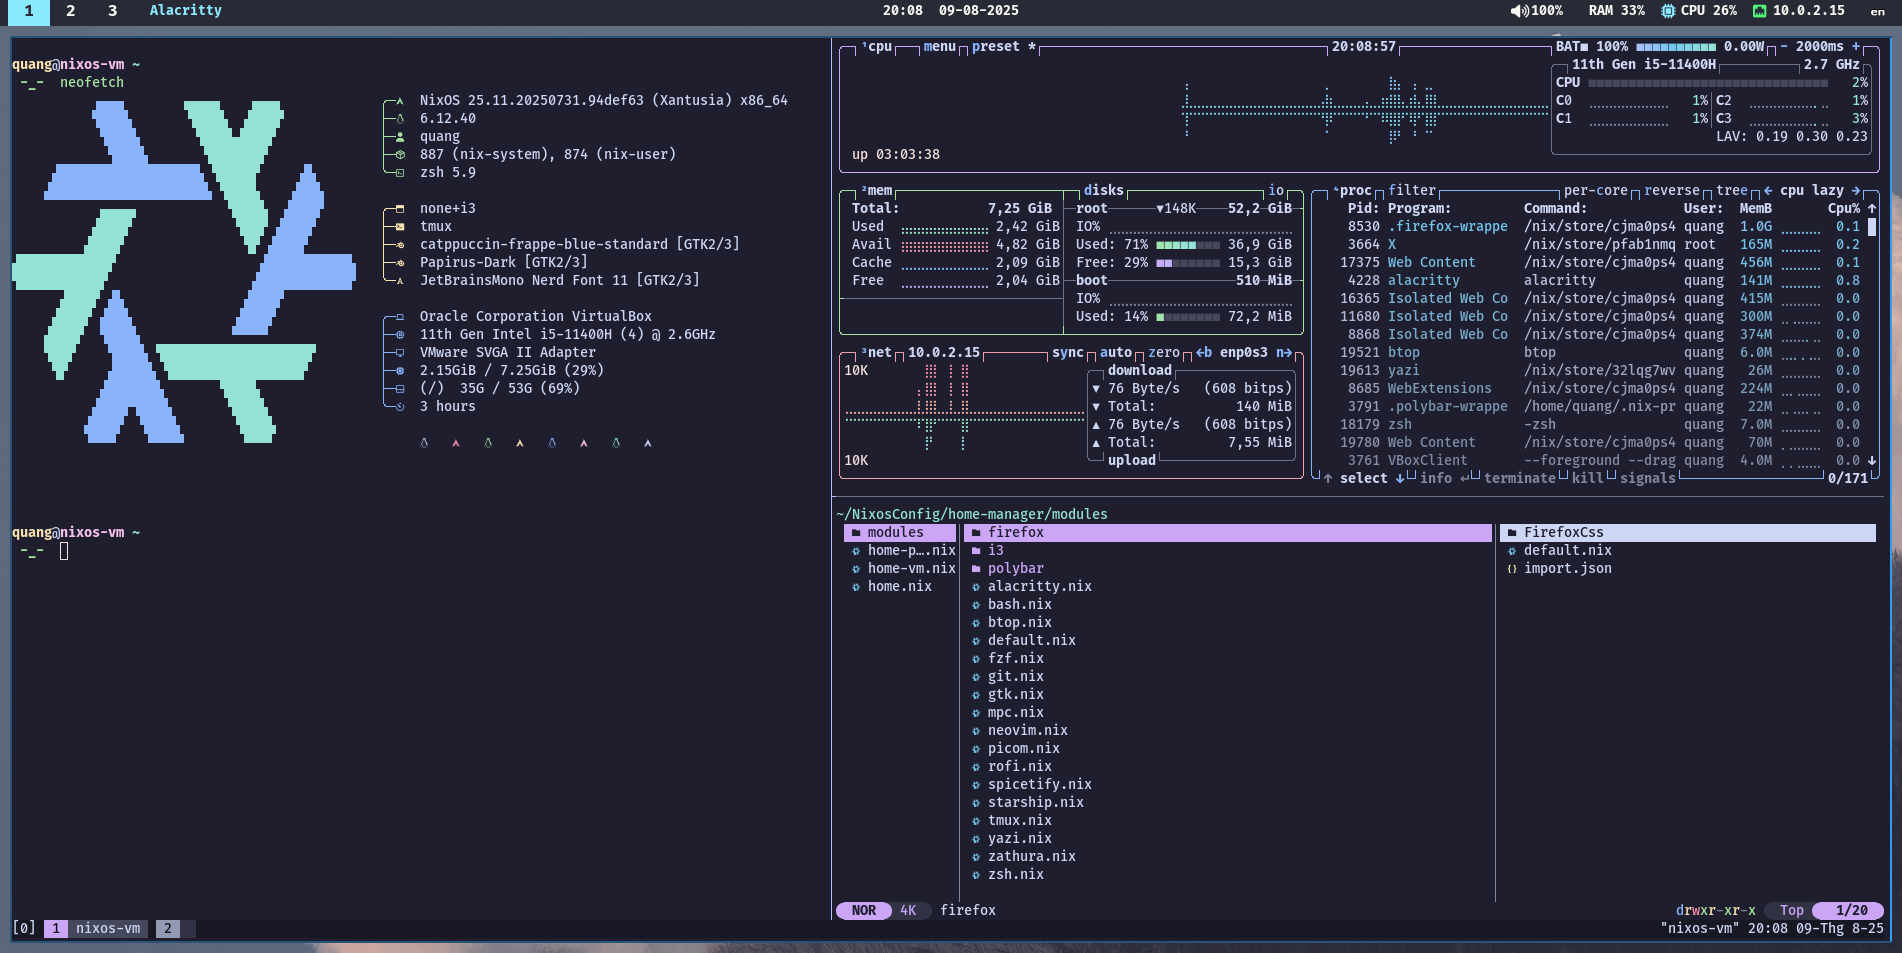 1 2 3 Alacritty
20:08 09-08-2025
100% RAM 33% CPU 26% 10.0.2.15 en
quang@nixos-vm ~
-_- neofetch
NixOS 25.11.20250731.94def63 (Xantusia) x86_64
6.12.40
quang
887 (nix-system), 874 (nix-user)
zsh 5.9
none+i3
tmux
catppuccin-frappe-blue-standard [GTK2/3]
Papirus-Dark [GTK2/3]
JetBrainsMono Nerd Font 11 [GTK2/3]
Oracle Corporation VirtualBox
11th Gen Intel i5-11400H (4) @ 2.6GHz
VMware SVGA II Adapter
2.15GiB / 7.25GiB (29%)
(/) 35G / 53G (69%)
3 hours
quang@nixos-vm ~
-_-
¹cpu menu preset * 20:08:57 BAT■ 100% 0.00W - 2000ms +
11th Gen i5-11400H 2.7 GHz
CPU 2%
C0 1% C2 1%
C1 1% C3 3%
LAV: 0.19 0.30 0.23
up 03:03:38
²mem disks io
Total: 7,25 GiB
Used 2,42 GiB
Avail 4,82 GiB
Cache 2,09 GiB
Free 2,04 GiB
root ▼148K 52,2 GiB
IO%
Used: 71% 36,9 GiB
Free: 29% 15,3 GiB
boot 510 MiB
IO%
Used: 14% 72,2 MiB
³net 10.0.2.15 sync auto zero ←b enp0s3 n→
10K
download
▼ 76 Byte/s (608 bitps)
▼ Total: 140 MiB
▲ 76 Byte/s (608 bitps)
▲ Total: 7,55 MiB
upload
10K
⁴proc filter per-core reverse tree ← cpu lazy →
Pid: Program: Command: User: MemB Cpu% ↑
8530 .firefox-wrappe /nix/store/cjma0ps4 quang 1.0G 0.1
3664 X /nix/store/pfab1nmq root 165M 0.2
17375 Web Content /nix/store/cjma0ps4 quang 456M 0.1
4228 alacritty alacritty quang 141M 0.8
16365 Isolated Web Co /nix/store/cjma0ps4 quang 415M 0.0
11680 Isolated Web Co /nix/store/cjma0ps4 quang 300M 0.0
8868 Isolated Web Co /nix/store/cjma0ps4 quang 374M 0.0
19521 btop btop quang 6.0M 0.0
19613 yazi /nix/store/32lqg7wv quang 26M 0.0
8685 WebExtensions /nix/store/cjma0ps4 quang 224M 0.0
3791 .polybar-wrappe /home/quang/.nix-pr quang 22M 0.0
18179 zsh -zsh quang 7.0M 0.0
19780 Web Content /nix/store/cjma0ps4 quang 70M 0.0
3761 VBoxClient --foreground --drag quang 4.0M 0.0 ↓
↑ select ↓ info ↵ terminate kill signals 0/171
~/NixosConfig/home-manager/modules
modules
home-p….nix
home-vm.nix
home.nix
firefox
i3
polybar
alacritty.nix
bash.nix
btop.nix
default.nix
fzf.nix
git.nix
gtk.nix
mpc.nix
neovim.nix
picom.nix
rofi.nix
spicetify.nix
starship.nix
tmux.nix
yazi.nix
zathura.nix
zsh.nix
FirefoxCss
default.nix
import.json
NOR 4K firefox drwxr-xr-x Top 1/20
[0] 1 nixos-vm 2 "nixos-vm" 20:08 09-Thg 8-25